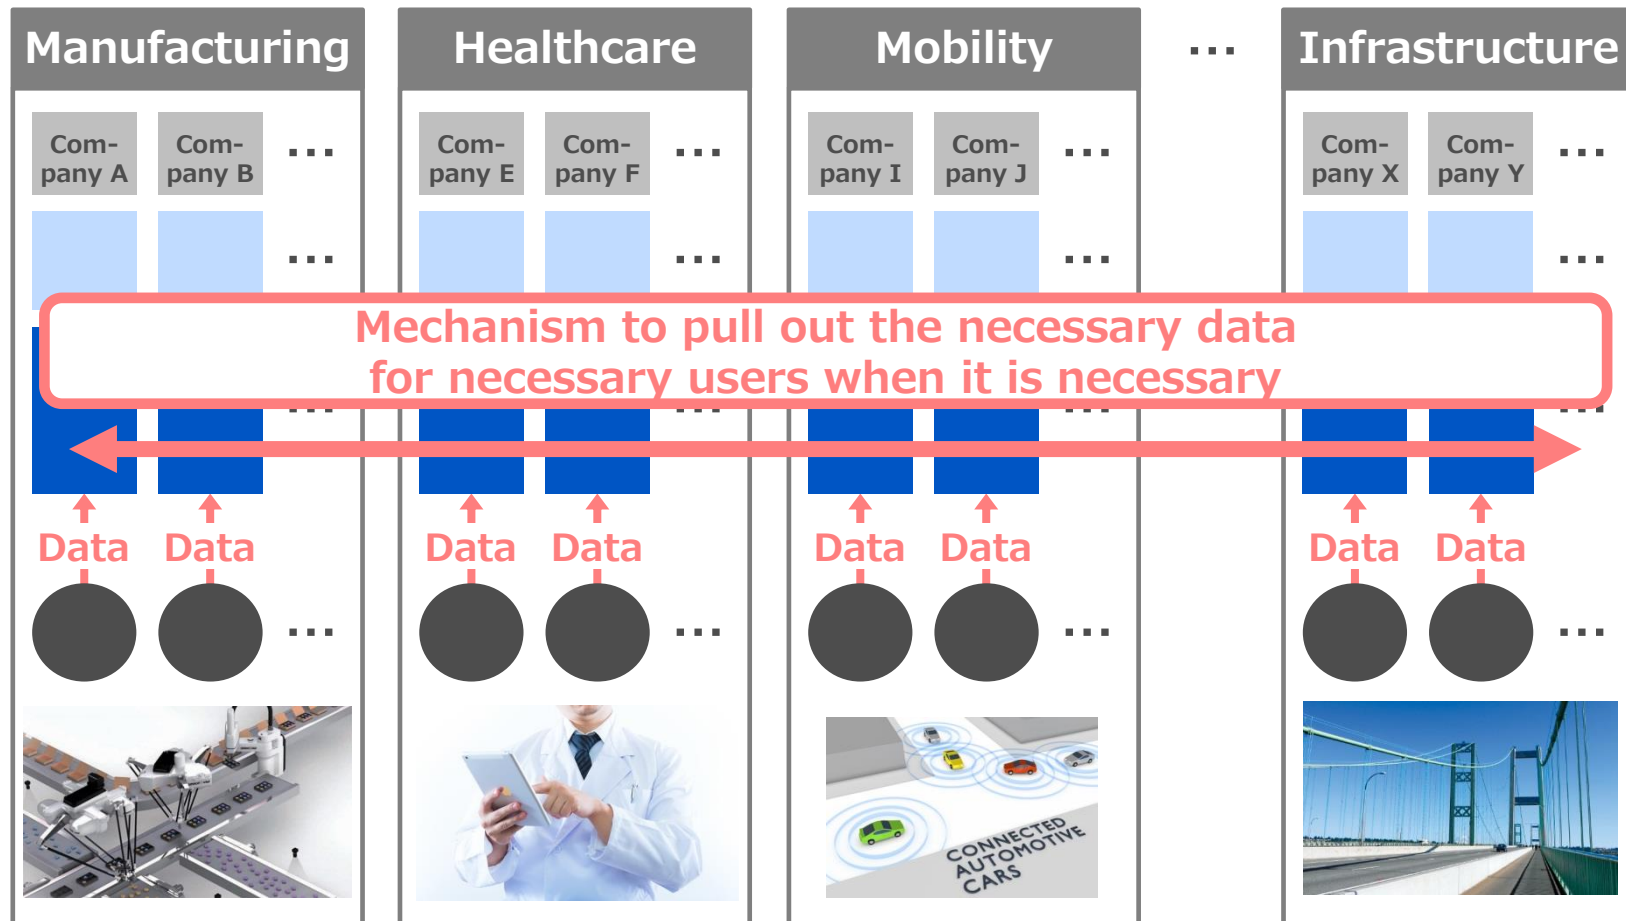 Manufacturing
Healthcare
Mobility
...
Infrastructure
Com-
pany A
Com-
pany B
...
Com-
pany E
Com-
pany F
...
Com-
pany I
Com-
pany J
...
Com-
pany X
Com-
pany Y
...
...
...
...
...
Mechanism to pull out the necessary data
for necessary users when it is necessary
...
...
...
...
Data
Data
Data
Data
Data
Data
Data
Data
...
...
...
...
CONNECTED
AUTOMOTIVE
CARS